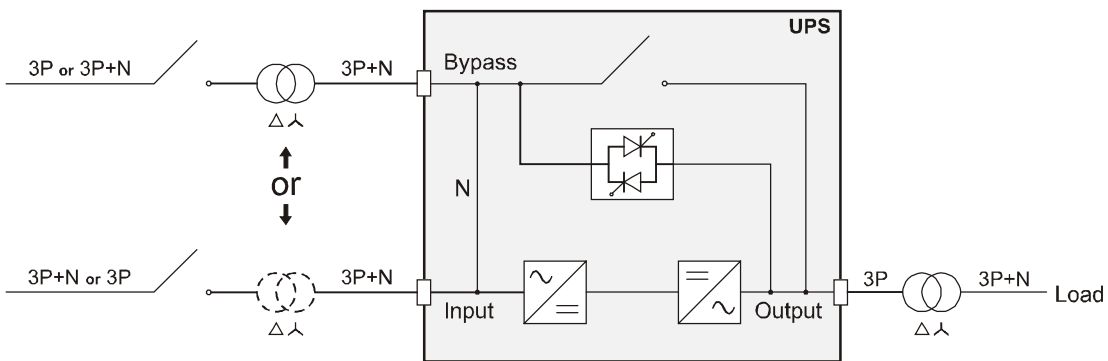 UPS
3P or 3P+N
3P+N
Bypass
or
N
3P+N or 3P
3P+N
Input
Output
3P
3P+N
Load